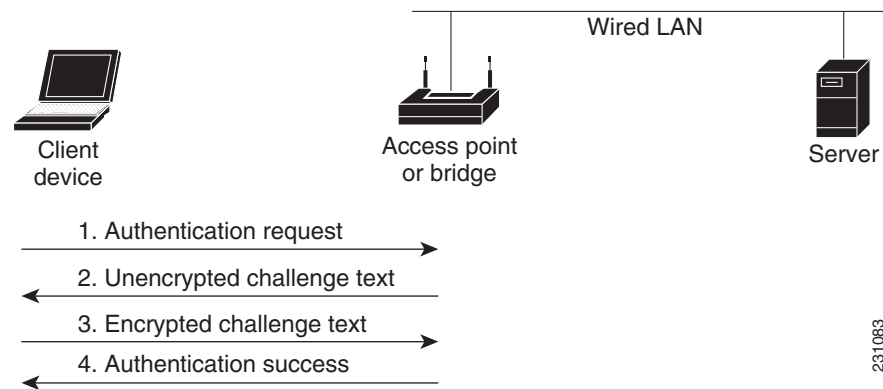 Wired LAN
Client
device
Access point
or bridge
Server
1. Authentication request
2. Unencrypted challenge text
3. Encrypted challenge text
4. Authentication success
231083